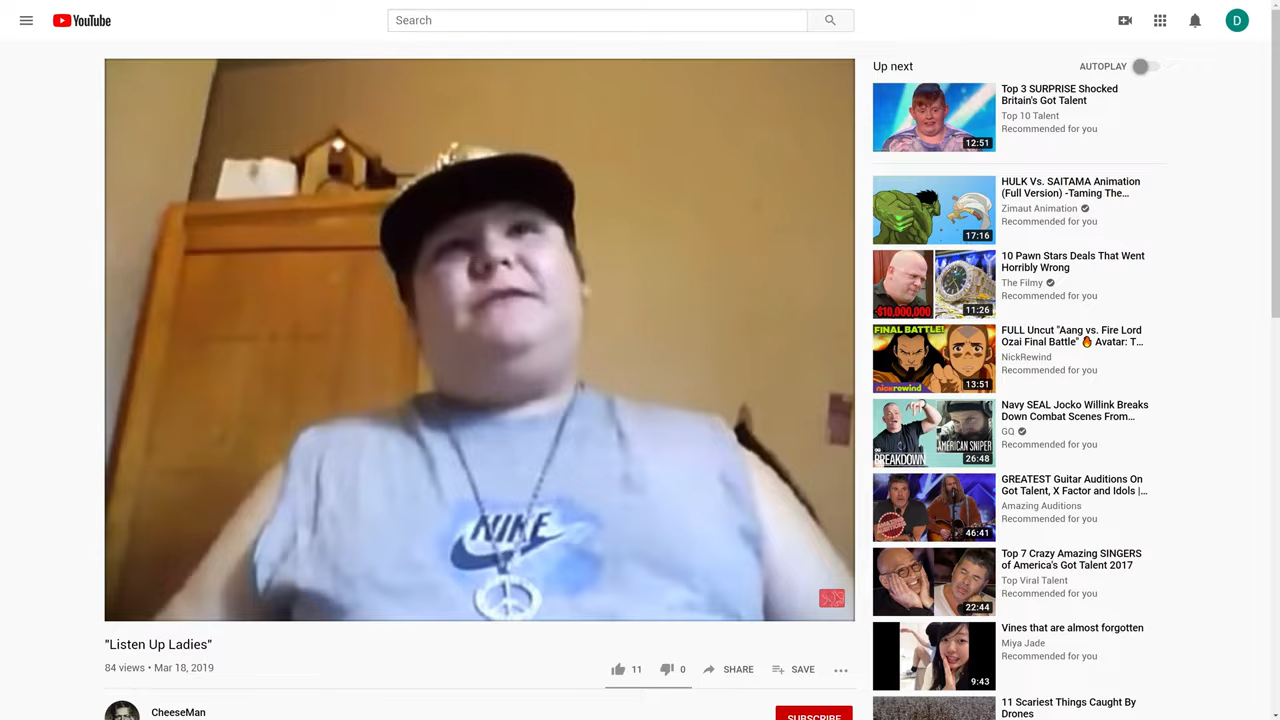 YouTube
Search
D
Up next
AUTOPLAY
Top 3 SURPRISE Shocked
Britain's Got Talent
Top 10 Talent
Recommended for you
12:51
HULK Vs. SAITAMA Animation
(Full Version) -Taming The...
Zimaut Animation
Recommended for you
17:16
10 Pawn Stars Deals That Went
Horribly Wrong
The Filmy
Recommended for you
-$10,000,000
11:26
FINAL BATTLE!
nickrewind
FULL Uncut "Aang vs. Fire Lord
Ozai Final Battle" 🔥 Avatar: T...
NickRewind
Recommended for you
13:51
Navy SEAL Jocko Willink Breaks
Down Combat Scenes From...
GQ
Recommended for you
AMERICAN SNIPER
BREAKDOWN
26:48
GREATEST Guitar Auditions On
Got Talent, X Factor and Idols |...
Amazing Auditions
Recommended for you
AMAZING AUDITIONS
46:41
Top 7 Crazy Amazing SINGERS
of America's Got Talent 2017
Top Viral Talent
Recommended for you
22:44
Vines that are almost forgotten
Miya Jade
Recommended for you
9:43
11 Scariest Things Caught By
Drones
NIKE
"Listen Up Ladies"
84 views • Mar 18, 2019
11
0
SHARE
SAVE
CheeseMan
SUBSCRIBE